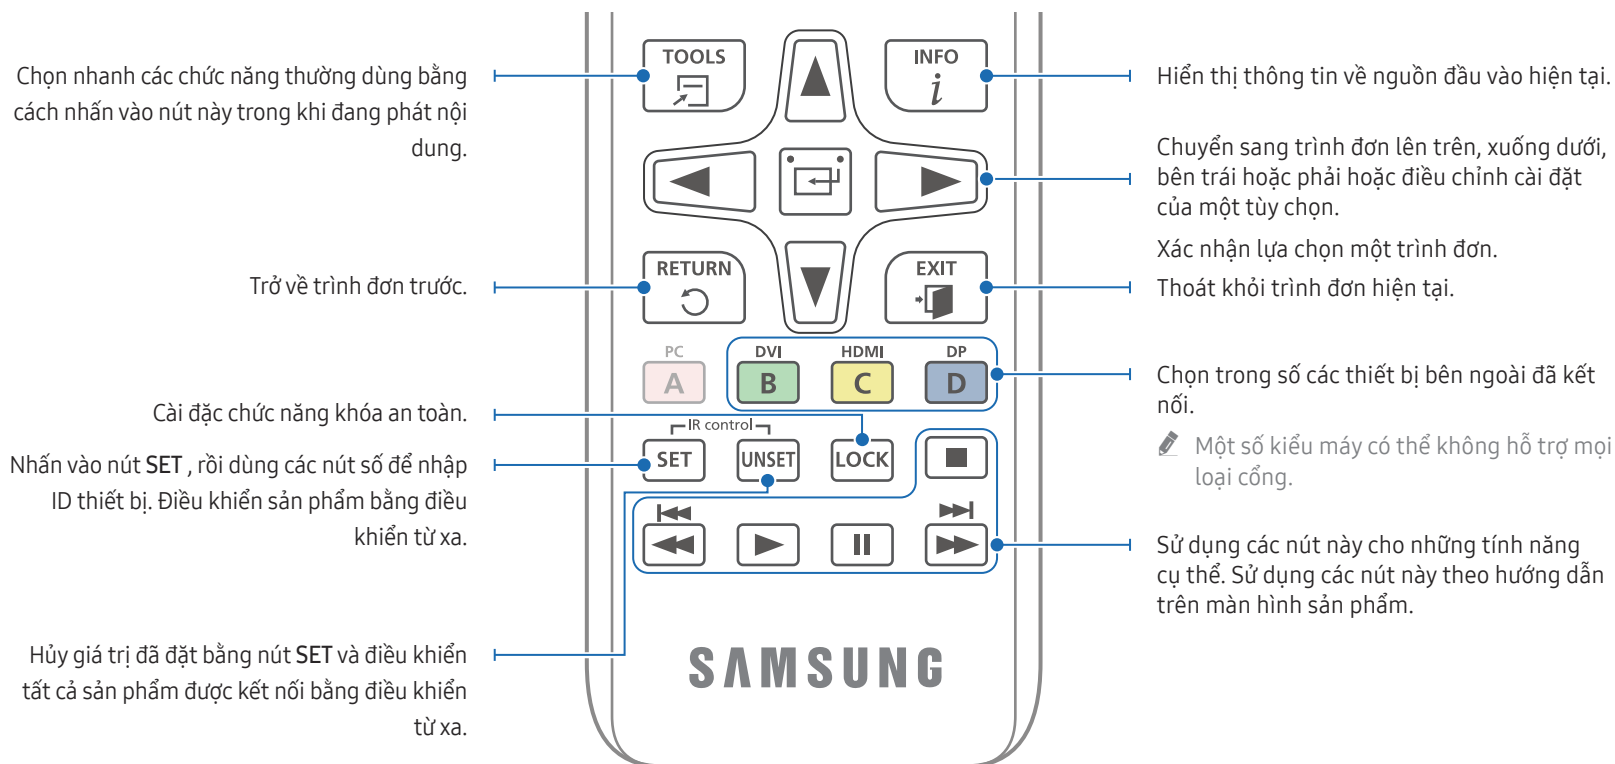 TOOLS
INFO
i
Chọn nhanh các chức năng thường dùng bằng
cách nhấn vào nút này trong khi đang phát nội
dung.
Hiển thị thông tin về nguồn đầu vào hiện tại.
Chuyển sang trình đơn lên trên, xuống dưới,
bên trái hoặc phải hoặc điều chỉnh cài đặt
của một tùy chọn.
Xác nhận lựa chọn một trình đơn.
RETURN
EXIT
Trở về trình đơn trước.
Thoát khỏi trình đơn hiện tại.
PC
DVI
HDMI
DP
A
B
C
D
Chọn trong số các thiết bị bên ngoài đã kết
nối.
Một số kiểu máy có thể không hỗ trợ mọi
loại cổng.
Cài đặc chức năng khóa an toàn.
IR control
SET
UNSET
LOCK
Nhấn vào nút SET , rồi dùng các nút số để nhập
ID thiết bị. Điều khiển sản phẩm bằng điều
khiển từ xa.
Sử dụng các nút này cho những tính năng
cụ thể. Sử dụng các nút này theo hướng dẫn
trên màn hình sản phẩm.
Hủy giá trị đã đặt bằng nút SET và điều khiển
tất cả sản phẩm được kết nối bằng điều khiển
từ xa.
SAMSUNG